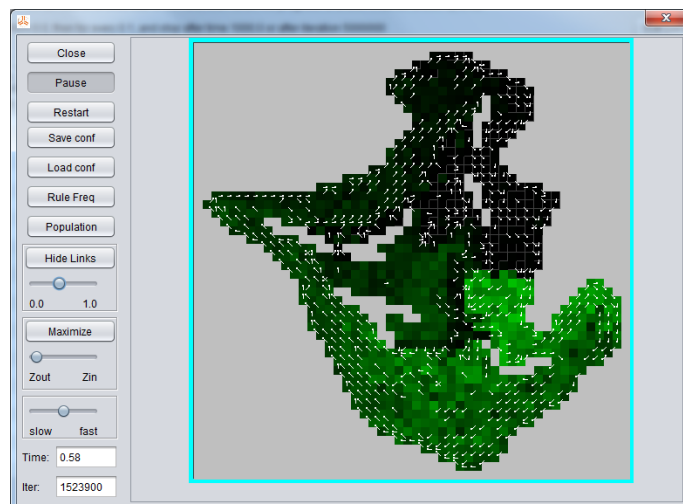 Close
Pause
Restart
Save conf
Load conf
Rule Freq
Population
Hide Links
0.0 1.0
Maximize
Zout Zin
slow fast
Time: 0.58
Iter: 1523900